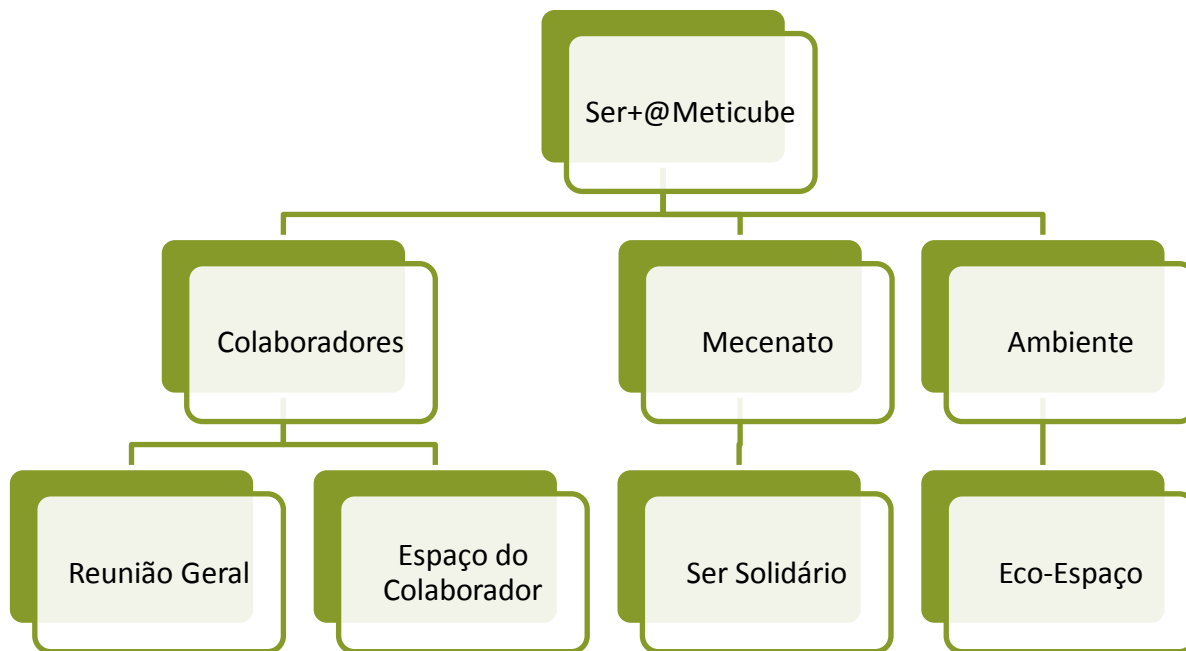 Ser+@Meticube
Colaboradores
Mecenato
Ambiente
Reunião Geral
Espaço do
Colaborador
Ser Solidário
Eco-Espaço